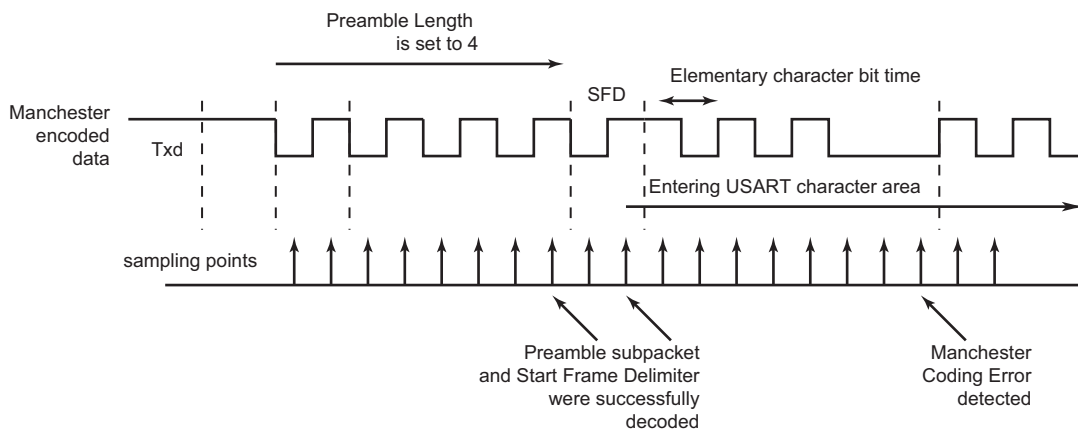 Preamble Length
is set to 4
Elementary character bit time
SFD
Manchester
encoded
data
Txd
Entering USART character area
sampling points
Preamble subpacket
and Start Frame Delimiter
were successfully
decoded
Manchester
Coding Error
detected